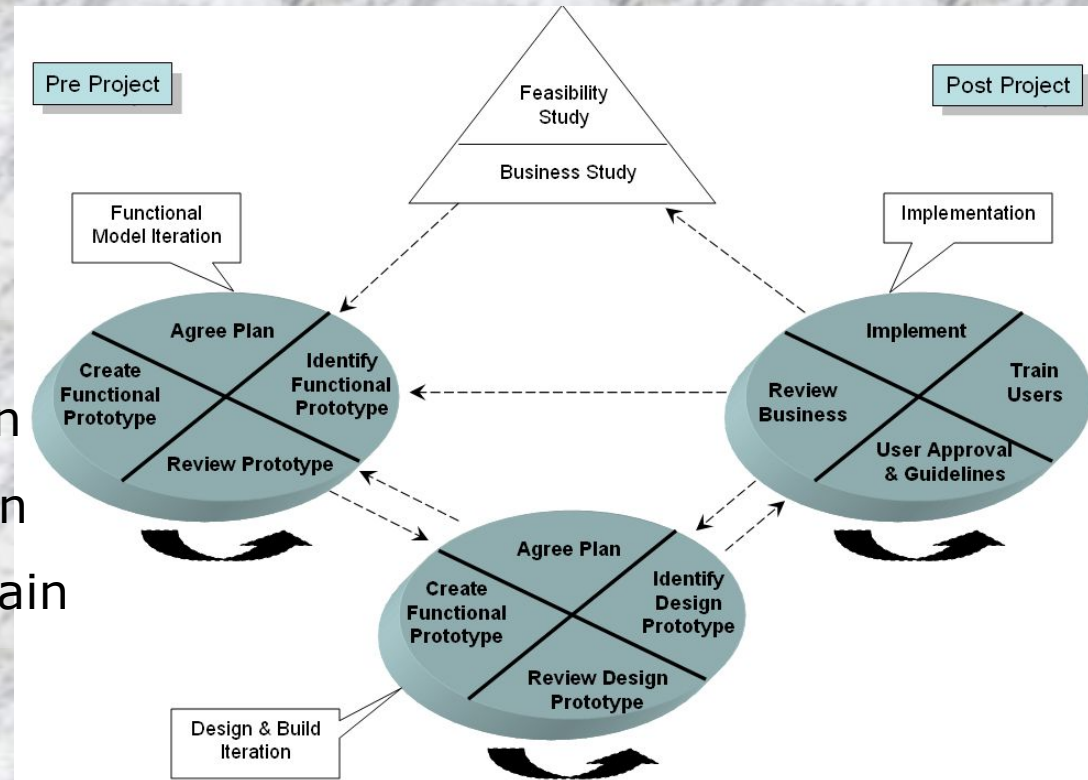 Pre Project
Feasibility
Study
Business Study
Post Project
Functional
Model Iteration
Implementation
Agree Plan
Create
Functional
Prototype
Identify
Functional
Prototype
Review Prototype
Implement
Review
Business
Train
Users
User Approval
& Guidelines
Agree Plan
Create
Functional
Prototype
Identify
Design
Prototype
Review Design
Prototype
Design & Build
Iteration